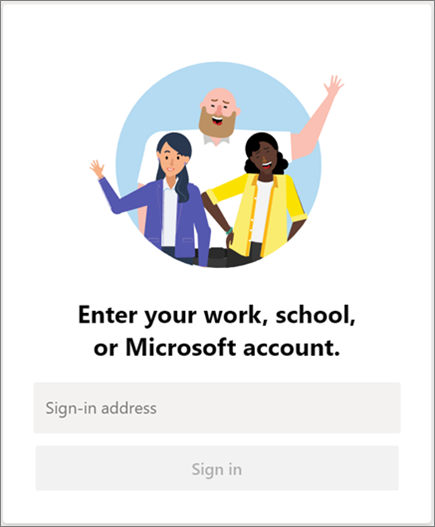 Enter your work, school,
or Microsoft account.
Sign-in address
Sign in